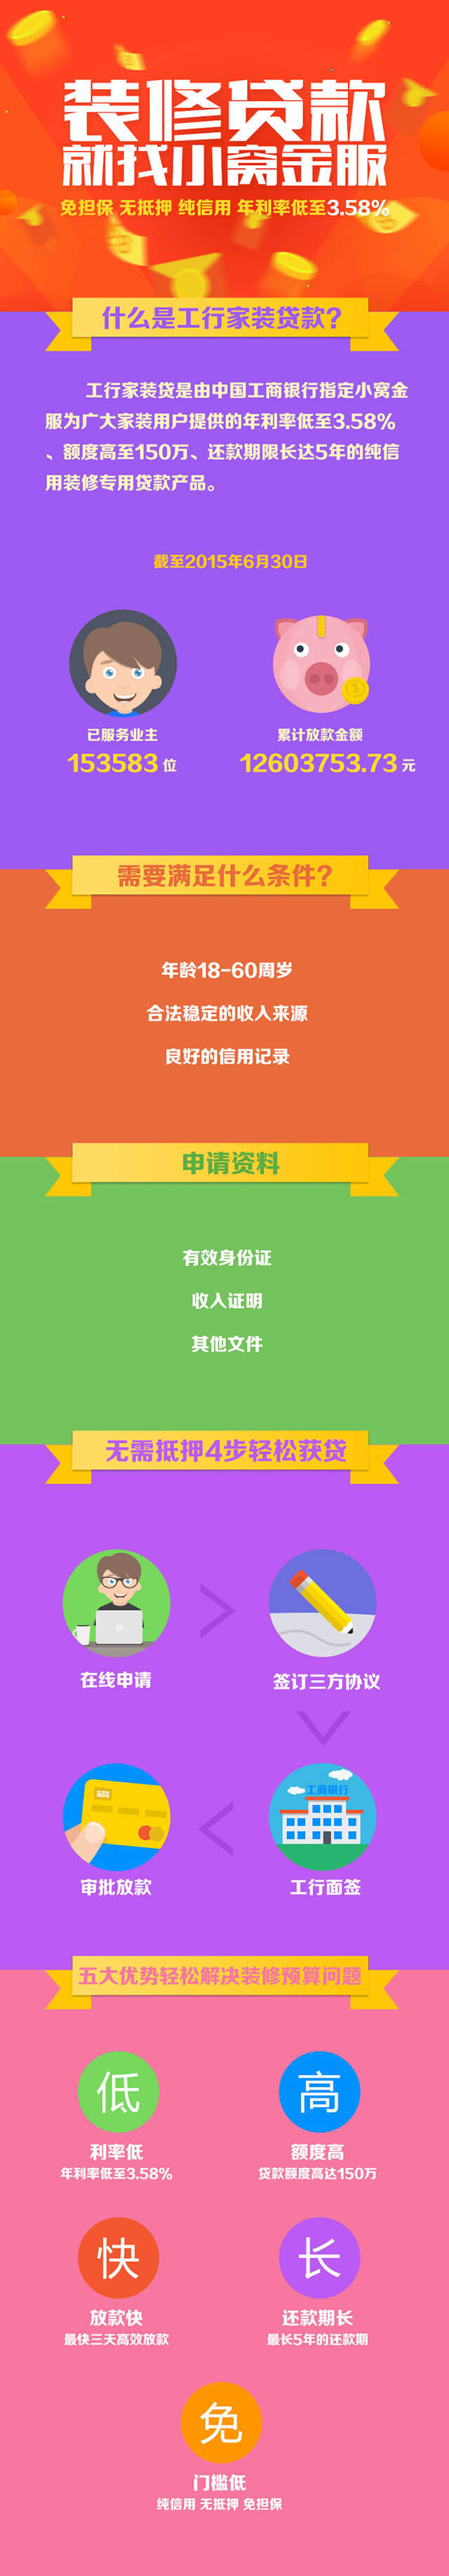 装修贷款
就找小窝金服
免担保 无抵押 纯信用 年利率低至3.58%
什么是工行家装贷款?
工行家装贷是由中国工商银行指定小窝金
服为广大家装用户提供的年利率低至3.58%
、额度高至150万、还款期限长达5年的纯信
用装修专用贷款产品。
截至2015年6月30日
已服务业主
153583 位
累计放款金额
12603753.73 元
需要满足什么条件?
年龄18-60周岁
合法稳定的收入来源
良好的信用记录
申请资料
有效身份证
收入证明
其他文件
无需抵押4步轻松获贷
在线申请
签订三方协议
工商银行
审批放款
工行面签
五大优势轻松解决装修预算问题
低
利率低
年利率低至3.58%
高
额度高
贷款额度高达150万
快
放款快
最快三天高效放款
长
还款期长
最长5年的还款期
免
门槛低
纯信用 无抵押 免担保